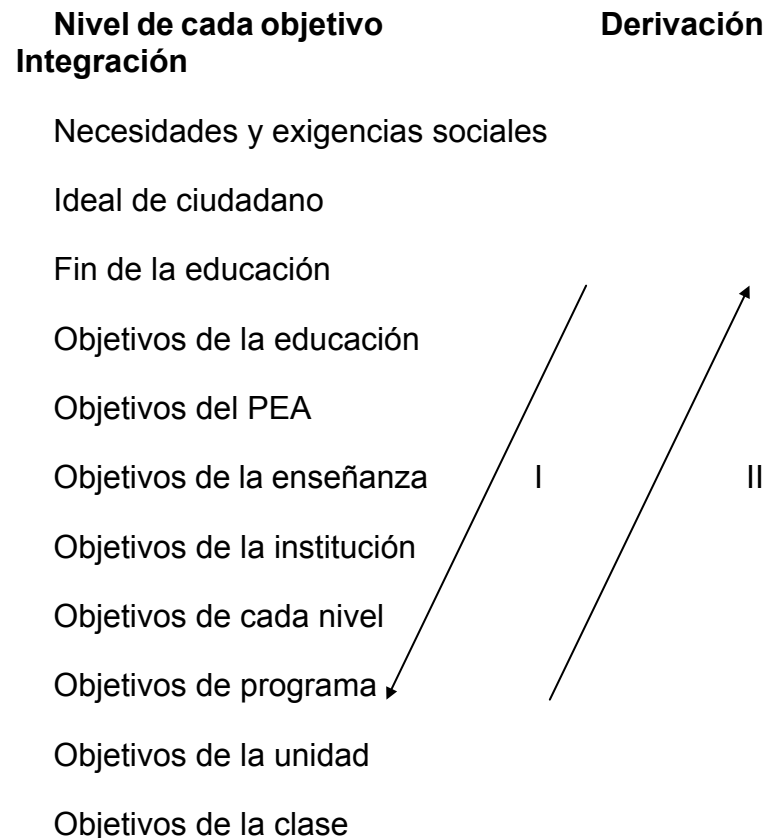 Nivel de cada objetivo Derivación
Integración
Necesidades y exigencias sociales
Ideal de ciudadano
Fin de la educación
Objetivos de la educación
Objetivos del PEA
Objetivos de la enseñanza I II
Objetivos de la institución
Objetivos de cada nivel
Objetivos de programa
Objetivos de la unidad
Objetivos de la clase